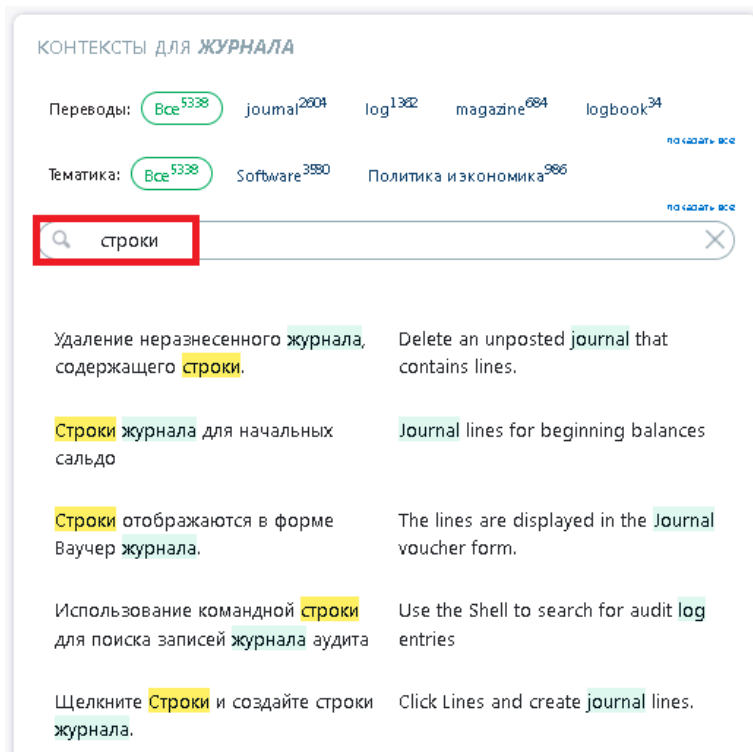 КОНТЕКСТЫ ДЛЯ ЖУРНАЛА
Переводы: Все5338 journal2604 log1362 magazine684 logbook34
показать все
Тематика: Все5338 Software3580 Политика и экономика986
показать все
строки
Удаление неразнесенного журнала, Delete an unposted journal that
содержащего строки. contains lines.
Строки журнала для начальных Journal lines for beginning balances
сальдо
Строки отображаются в форме The lines are displayed in the Journal
Ваучер журнала. voucher form.
Использование командной строки Use the Shell to search for audit log
для поиска записей журнала аудита entries
Щелкните Строки и создайте строки Click Lines and create journal lines.
журнала.